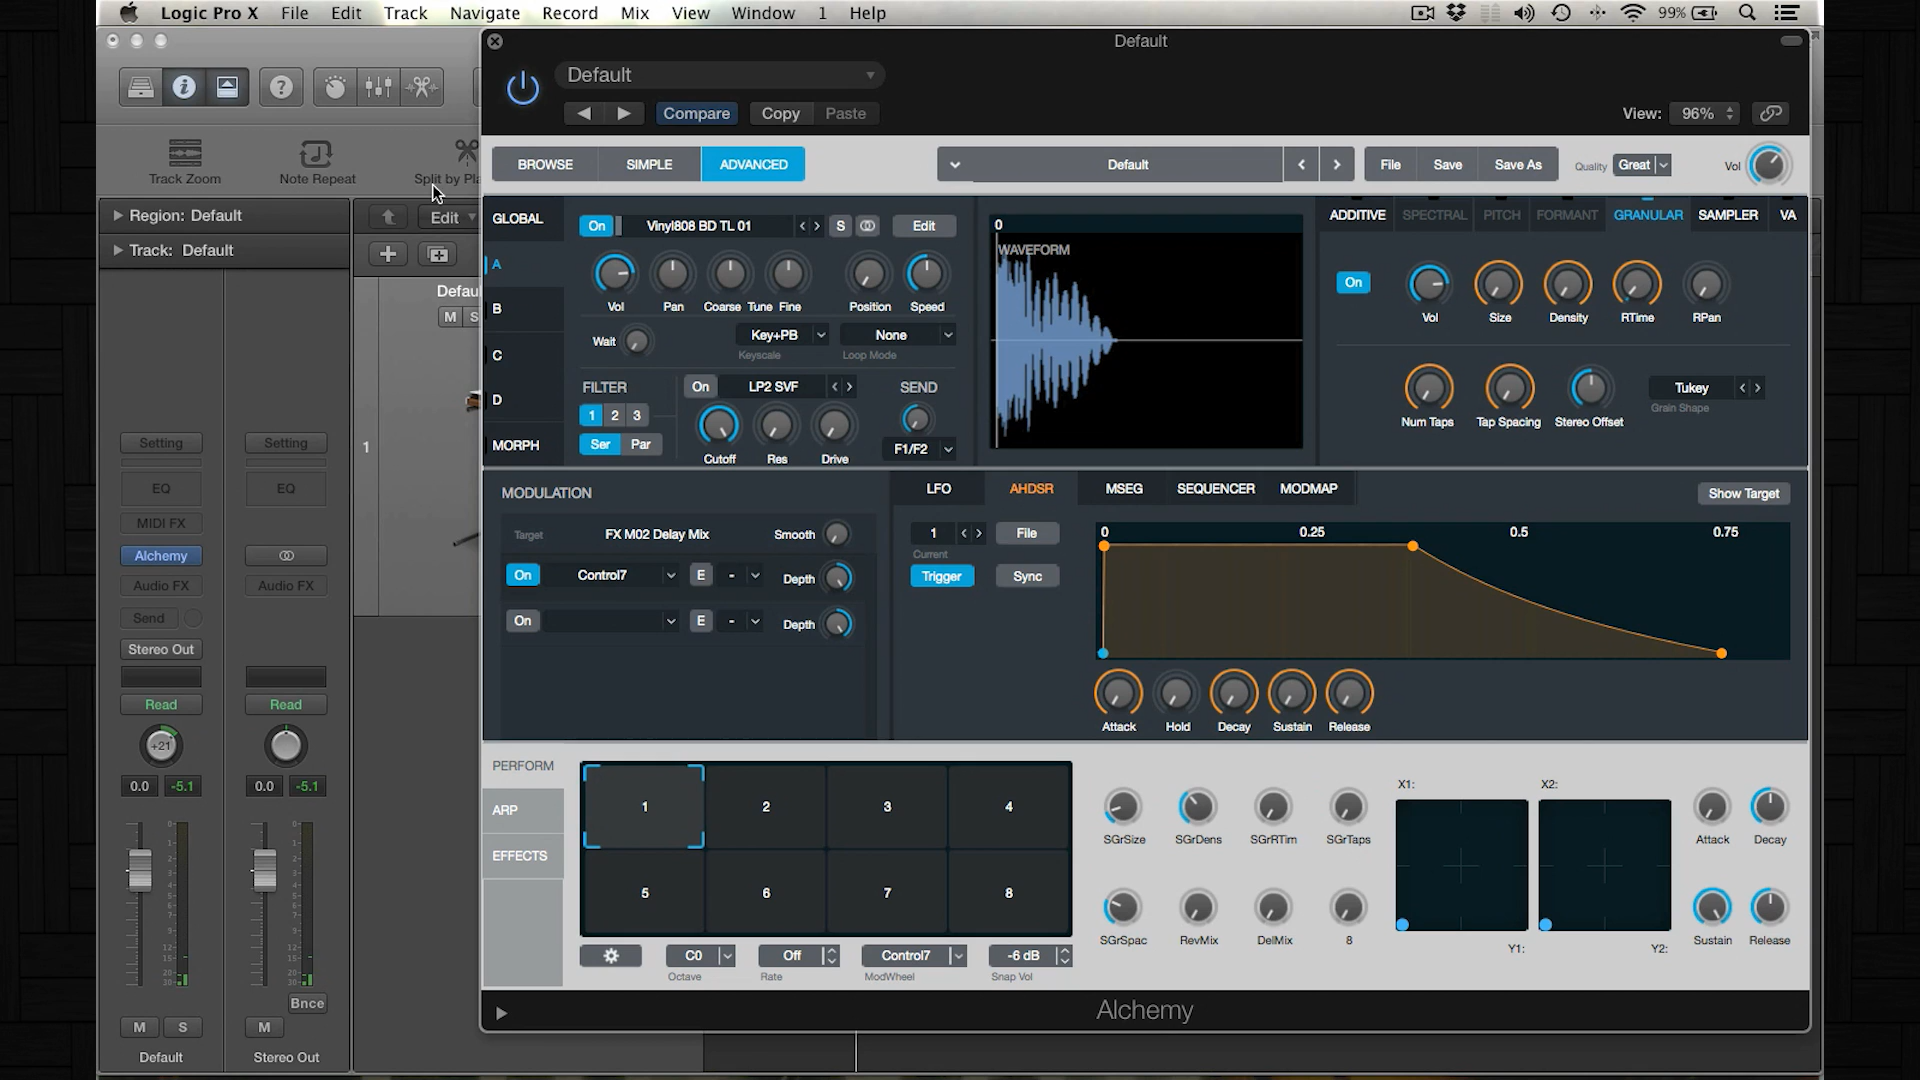 Logic Pro X File Edit Track Navigate Record Mix View Window 1 Help 99%
Default
Default
Compare Copy Paste View: 96%
BROWSE SIMPLE ADVANCED Default File Save Save As Quality Great Vol
Track Zoom Note Repeat Split by Pla
Region: Default
Edit
Track: Default
Defau
M S
1
Setting Setting
EQ EQ
MIDI FX
Alchemy
Audio FX Audio FX
Send
Stereo Out
Read Read
+21
0.0 -5.1 0.0 -5.1
Bnce
M S M
Default Stereo Out
GLOBAL
A
B
C
D
MORPH
On Vinyl808 BD TL 01 S Edit
Vol Pan Coarse Tune Fine Position Speed
Wait Key+PB None
Keyscale Loop Mode
FILTER On LP2 SVF SEND
1 2 3
Ser Par F1/F2
Cutoff Res Drive
0
WAVEFORM
ADDITIVE SPECTRAL PITCH FORMANT GRANULAR SAMPLER VA
On
Vol Size Density RTime RPan
Tukey
Grain Shape
Num Taps Tap Spacing Stereo Offset
MODULATION
Target FX M02 Delay Mix Smooth
On Control7 E - Depth
On E - Depth
LFO AHDSR MSEG SEQUENCER MODMAP Show Target
1 File
Current
Trigger Sync
0 0.25 0.5 0.75
Attack Hold Decay Sustain Release
PERFORM
ARP
EFFECTS
1 2 3 4
5 6 7 8
C0 Off Control7 -6 dB
Octave Rate ModWheel Snap Vol
SGrSize SGrDens SGrRTim SGrTaps
SGrSpac RevMix DelMix 8
X1: X2:
Y1: Y2:
Attack Decay
Sustain Release
Alchemy